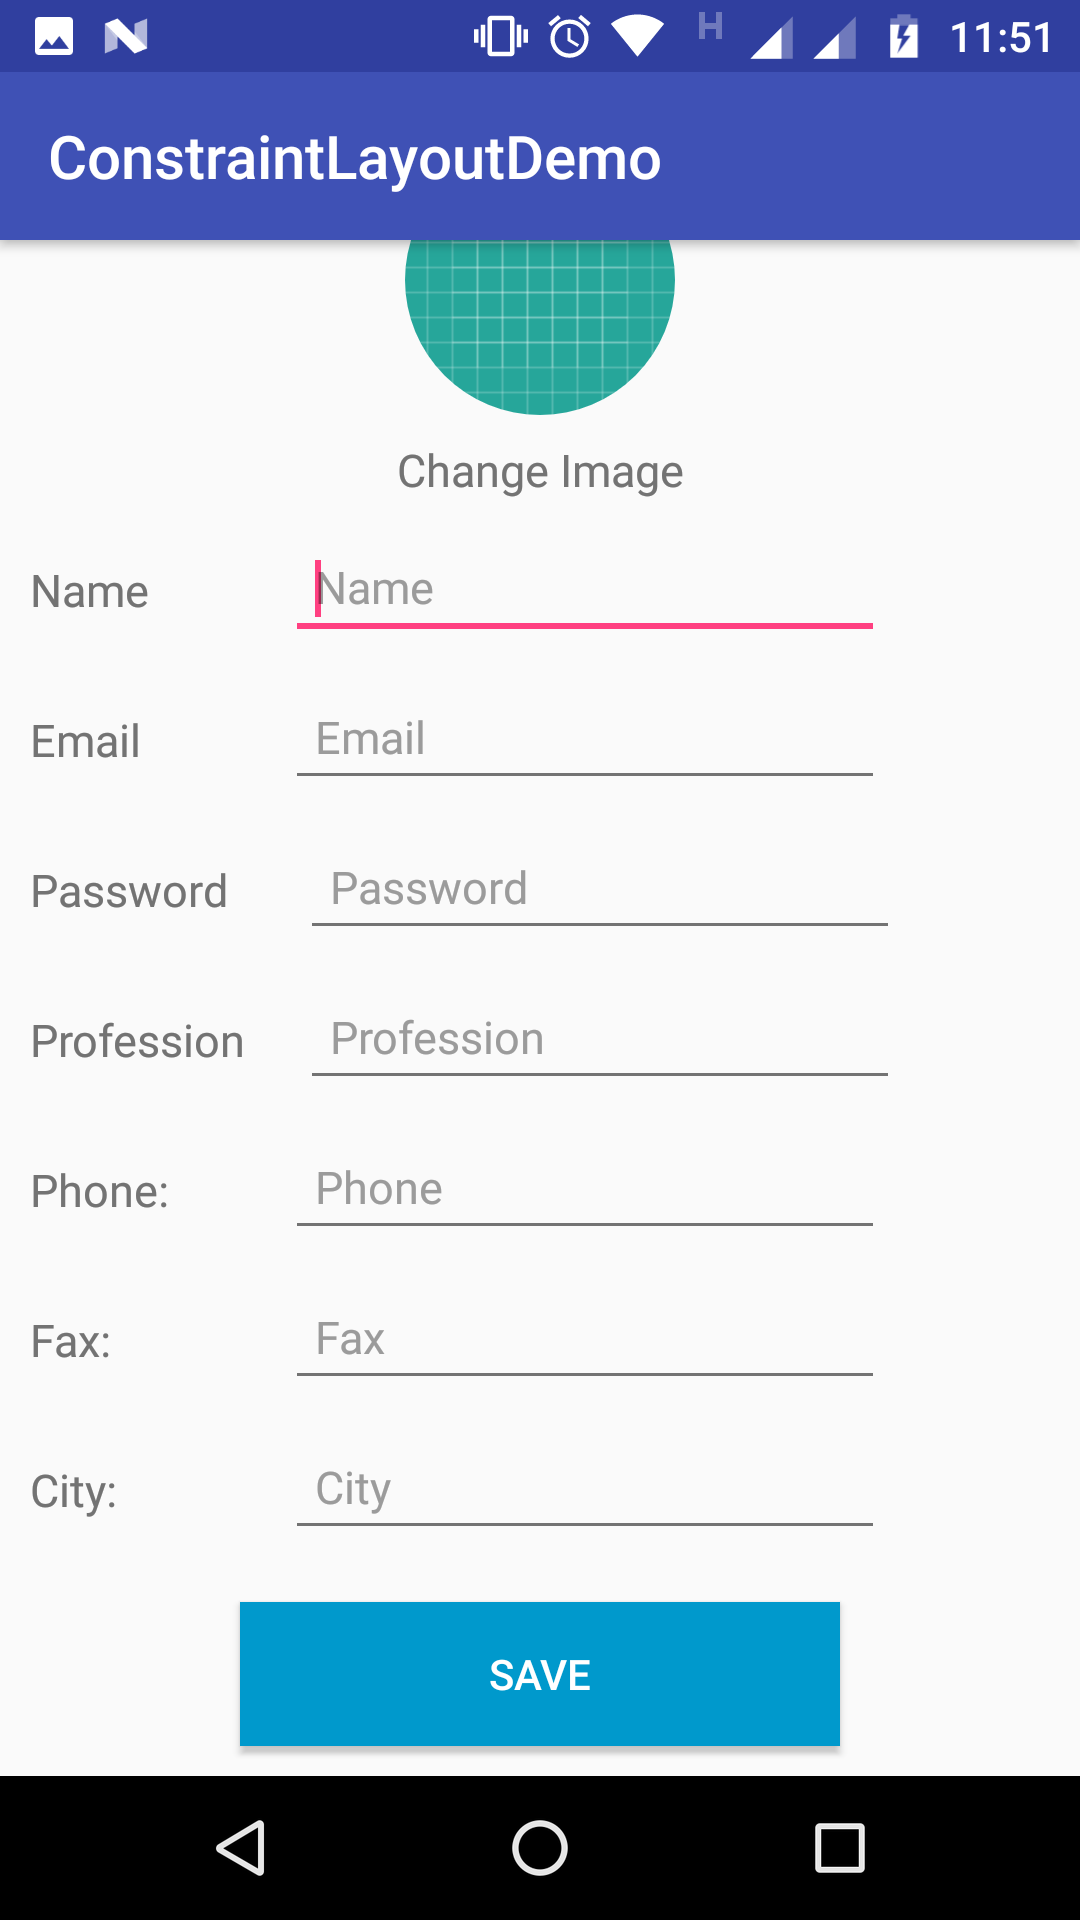 H 11:51
ConstraintLayoutDemo
Change Image
Name Name
Email Email
Password Password
Profession Profession
Phone: Phone
Fax: Fax
City: City
SAVE